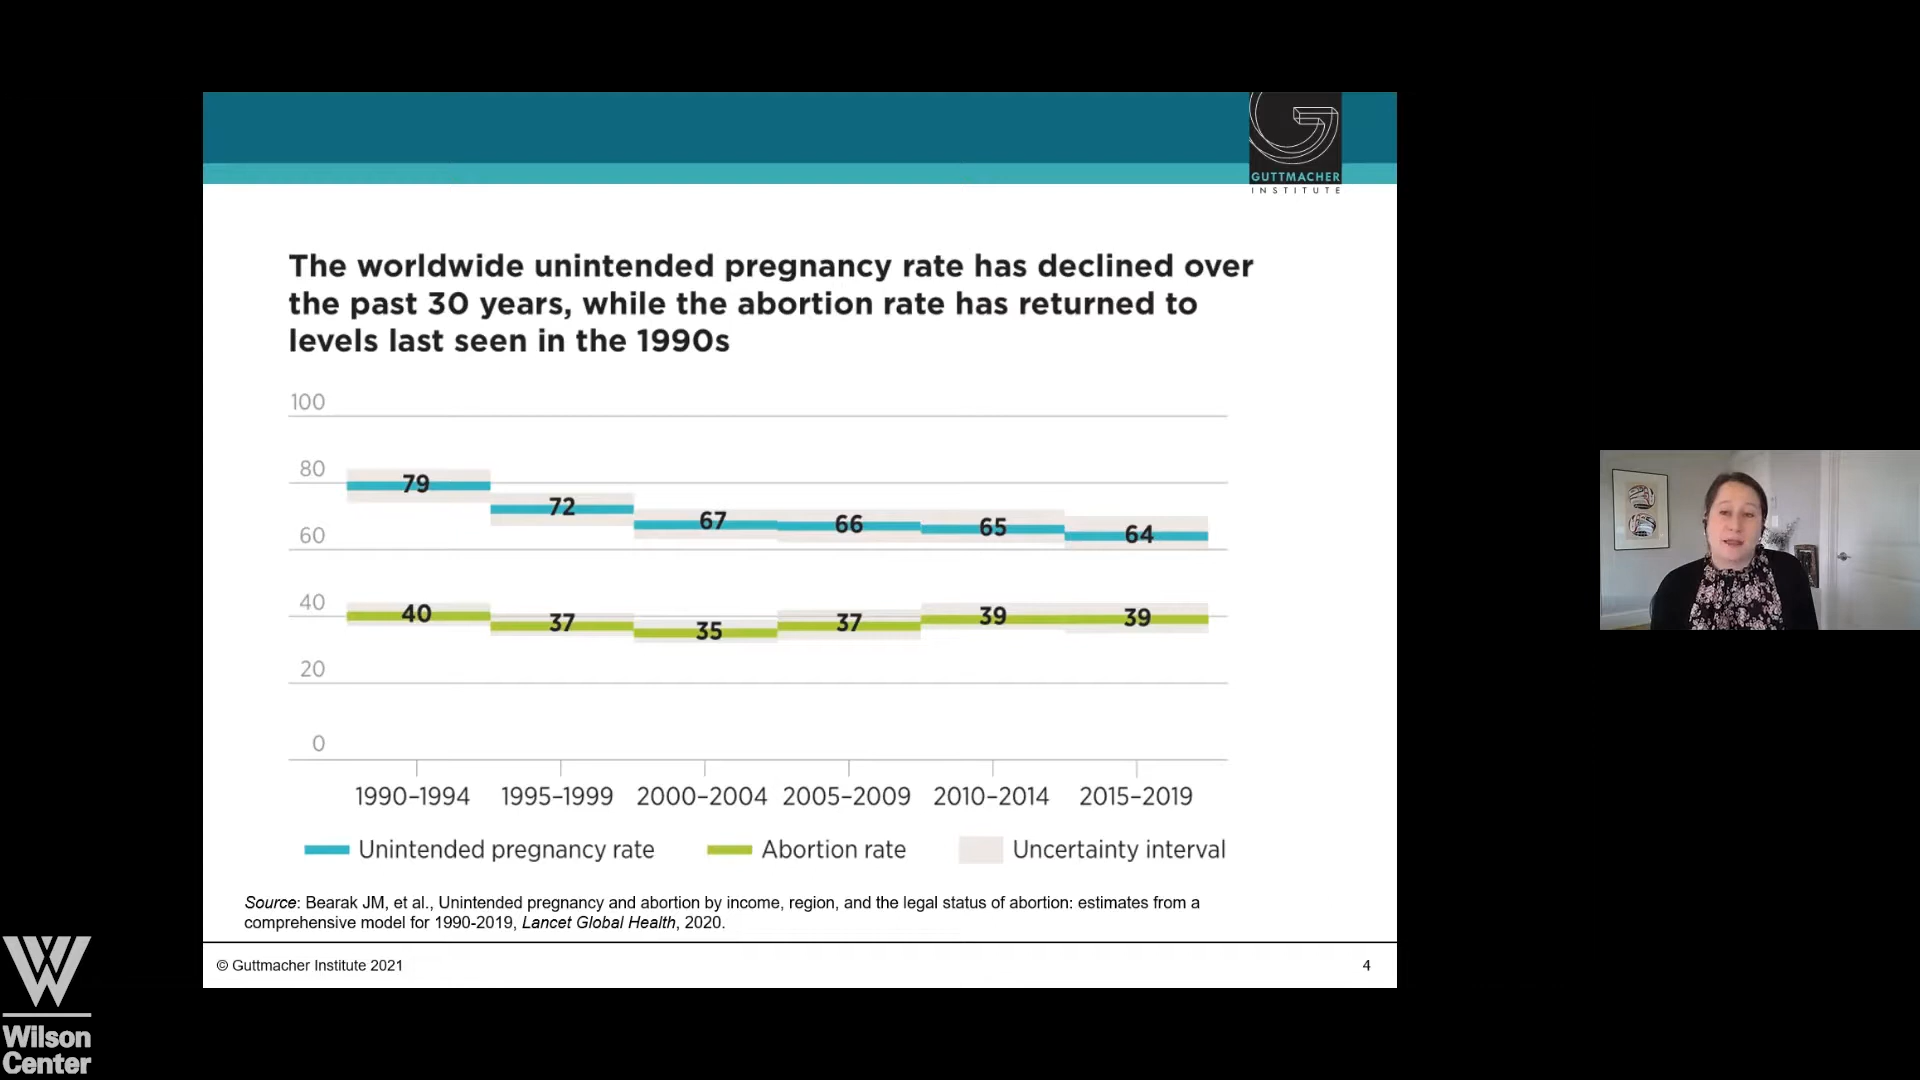 GUTTMACHER
INSTITUTE
The worldwide unintended pregnancy rate has declined over
the past 30 years, while the abortion rate has returned to
levels last seen in the 1990s
100
80
60
40
20
0
79
72
67
66
65
64
40
37
35
37
39
39
1990–1994 1995–1999 2000–2004 2005–2009 2010–2014 2015–2019
Unintended pregnancy rate Abortion rate Uncertainty interval
Source: Bearak JM, et al., Unintended pregnancy and abortion by income, region, and the legal status of abortion: estimates from a
comprehensive model for 1990-2019, Lancet Global Health, 2020.
© Guttmacher Institute 2021 4
Wilson
Center